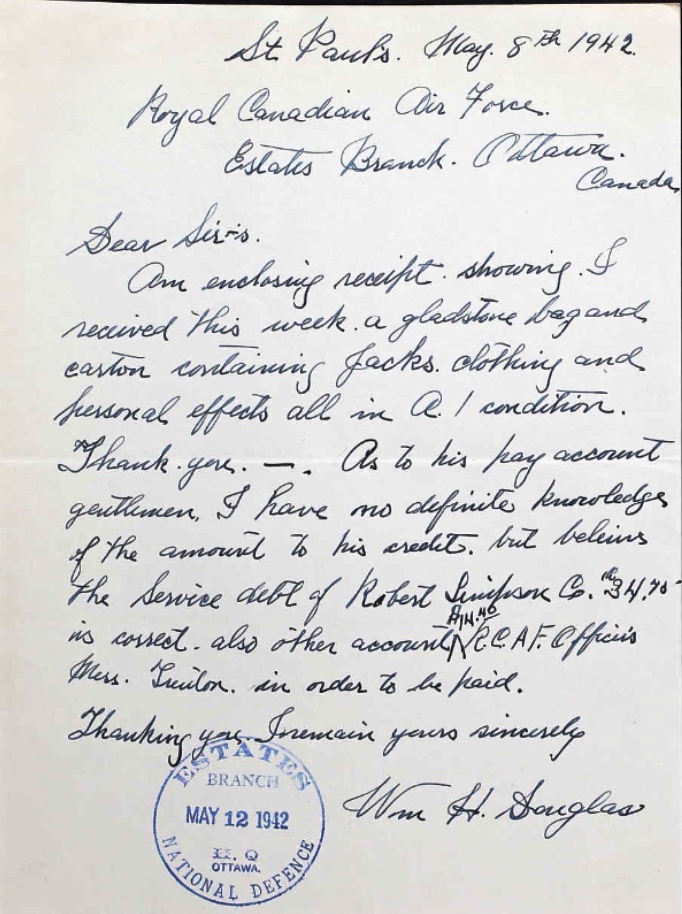 St. Paul's. May. 8th 1942.
Royal Canadian Air Force.
Estates Branch. Ottawa.
Canada
Dear Sir-s.
Am enclosing receipt. showing. I
received this week. a gladstone bag and
carton containing Jacks. clothing and
personal effects all in A. 1 condition.
Thank. you. —. As to his pay account
gentlemen. I have no definite knowledge
of the amount to his credit. but believe
the Service debt of Robert Simpson Co. 34.75
$14.40
is correct. also other account R.C.A.F. Officers
Mess. Trenton. in order to be paid.
Thanking you I remain yours sincerely
Wm H. Douglas
ESTATES
BRANCH
MAY 12 1942
H. Q
OTTAWA.
NATIONAL DEFENCE